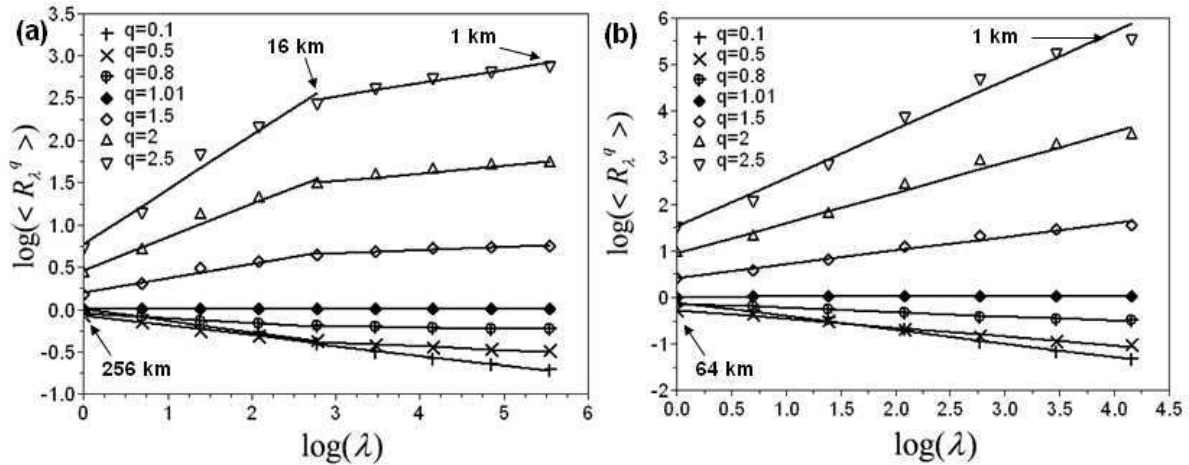 (a)
q=0.1
q=0.5
q=0.8
q=1.01
q=1.5
q=2
q=2.5
16 km
1 km
256 km
3.5
3.0
2.5
2.0
1.5
1.0
0.5
0.0
-0.5
-1.0
0 1 2 3 4 5 6
log(< R_λ^q >)
log(λ)
(b)
q=0.1
q=0.5
q=0.8
q=1.01
q=1.5
q=2
q=2.5
1 km
64 km
6
5
4
3
2
1
0
-1
-2
0.0 0.5 1.0 1.5 2.0 2.5 3.0 3.5 4.0 4.5
log(< R_λ^q >)
log(λ)